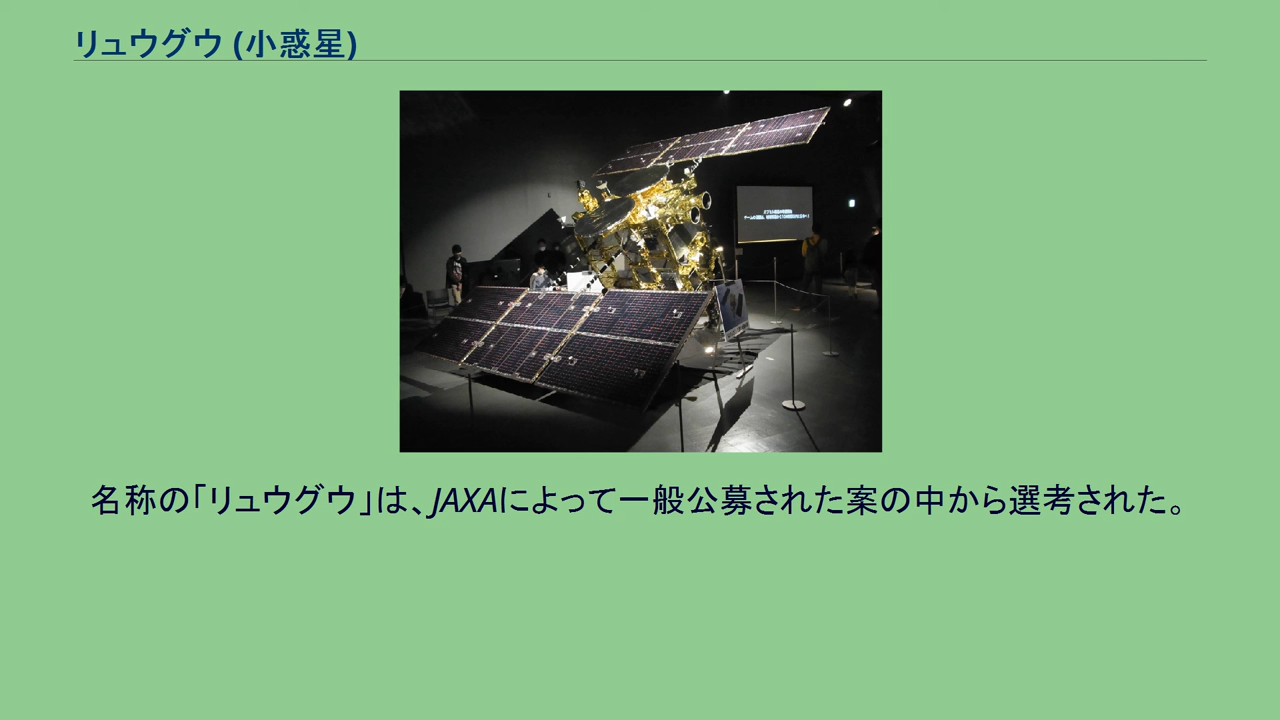 リュウグウ (小惑星)
名称の｢リュウグウ｣は、JAXAによって一般公募された案の中から選考された。